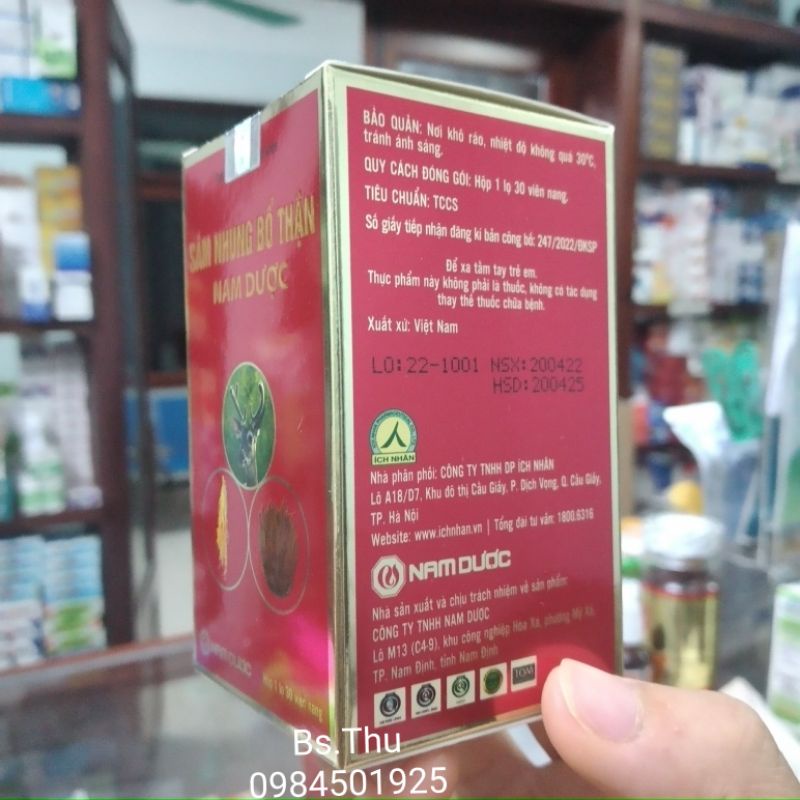 SÂM NHUNG BỔ THẬN
NAM DƯỢC
NAM DƯỢC
Hộp 1 lọ 30 viên nang
BẢO QUẢN: Nơi khô ráo, nhiệt độ không quá 30°C,
tránh ánh sáng.
QUY CÁCH ĐÓNG GÓI: Hộp 1 lọ 30 viên nang.
TIÊU CHUẨN: TCCS
Số giấy tiếp nhận đăng kí bản công bố: 247/2022/ĐKSP
Để xa tầm tay trẻ em.
Thực phẩm này không phải là thuốc, không có tác dụng
thay thế thuốc chữa bệnh.
Xuất xứ: Việt Nam
LO:22-1001 NSX:200422
HSD:200425
ÍCH NHÂN
Nhà phân phối: CÔNG TY TNHH DP ÍCH NHÂN
Lô A18/D7, Khu đô thị Cầu Giấy, P. Dịch Vọng, Q. Cầu Giấy,
TP. Hà Nội
Website: www.ichnhan.vn | Tổng đài tư vấn: 1800.6316
NAM DƯỢC
Nhà sản xuất và chịu trách nhiệm về sản phẩm:
CÔNG TY TNHH NAM DƯỢC
Lô M13 (C4-9), khu công nghiệp Hòa Xá, phường Mỹ Xá,
TP. Nam Định, tỉnh Nam Định
Bs.Thu
0984501925